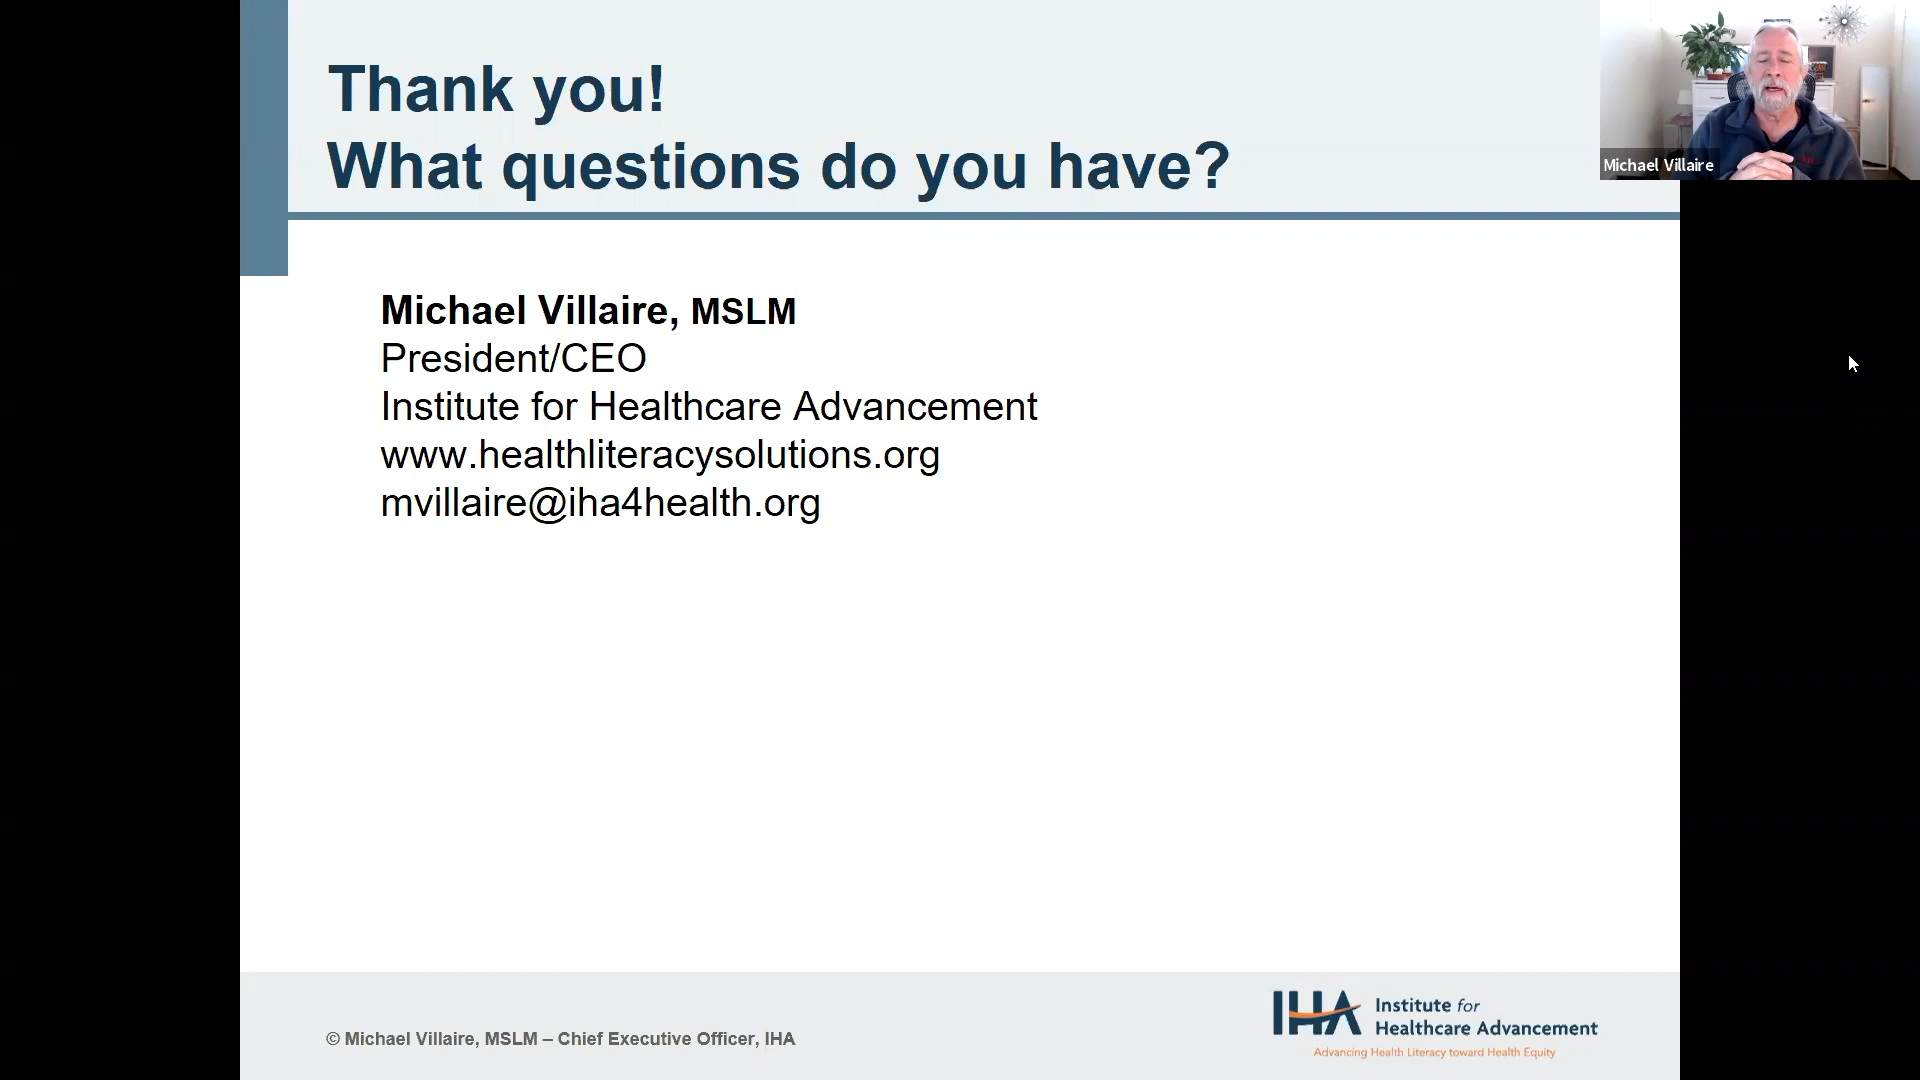 Thank you!
What questions do you have?
Michael Villaire
Michael Villaire, MSLM
President/CEO
Institute for Healthcare Advancement
www.healthliteracysolutions.org
mvillaire@iha4health.org
© Michael Villaire, MSLM – Chief Executive Officer, IHA
IHA
Institute for
Healthcare Advancement
Advancing Health Literacy toward Health Equity